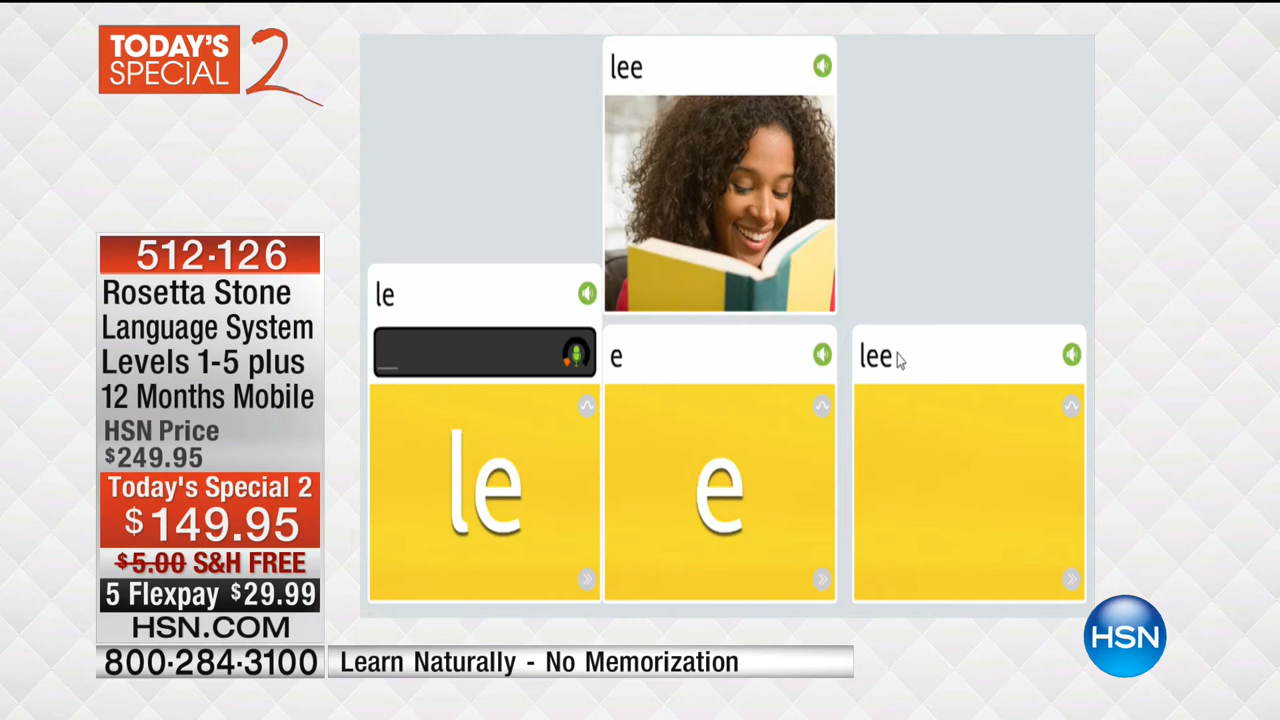 TODAY'S
SPECIAL 2
512-126
Rosetta Stone
Language System
Levels 1-5 plus
12 Months Mobile
HSN Price
$249.95
Today's Special 2
$149.95
$5.00 S&H FREE
5 Flexpay $29.99
HSN.COM
800-284-3100
Learn Naturally - No Memorization
lee
le
e
lee
le
e
HSN